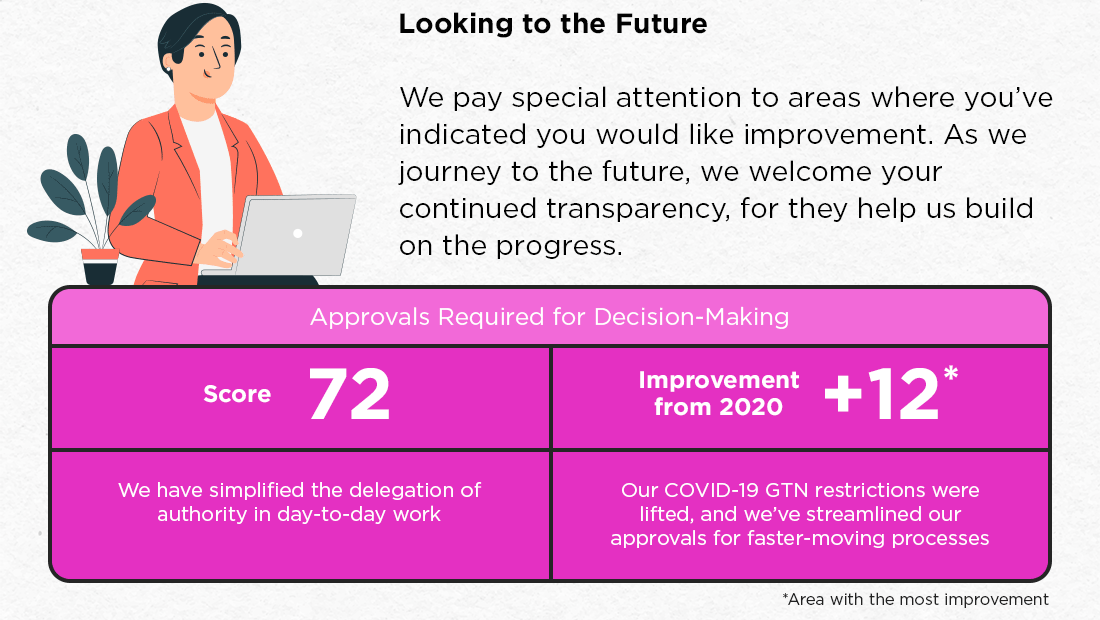 Looking to the Future
We pay special attention to areas where you’ve
indicated you would like improvement. As we
journey to the future, we welcome your
continued transparency, for they help us build
on the progress.
Approvals Required for Decision-Making
Score 72
Improvement
from 2020 +12*
We have simplified the delegation of
authority in day-to-day work
Our COVID-19 GTN restrictions were
lifted, and we’ve streamlined our
approvals for faster-moving processes
*Area with the most improvement